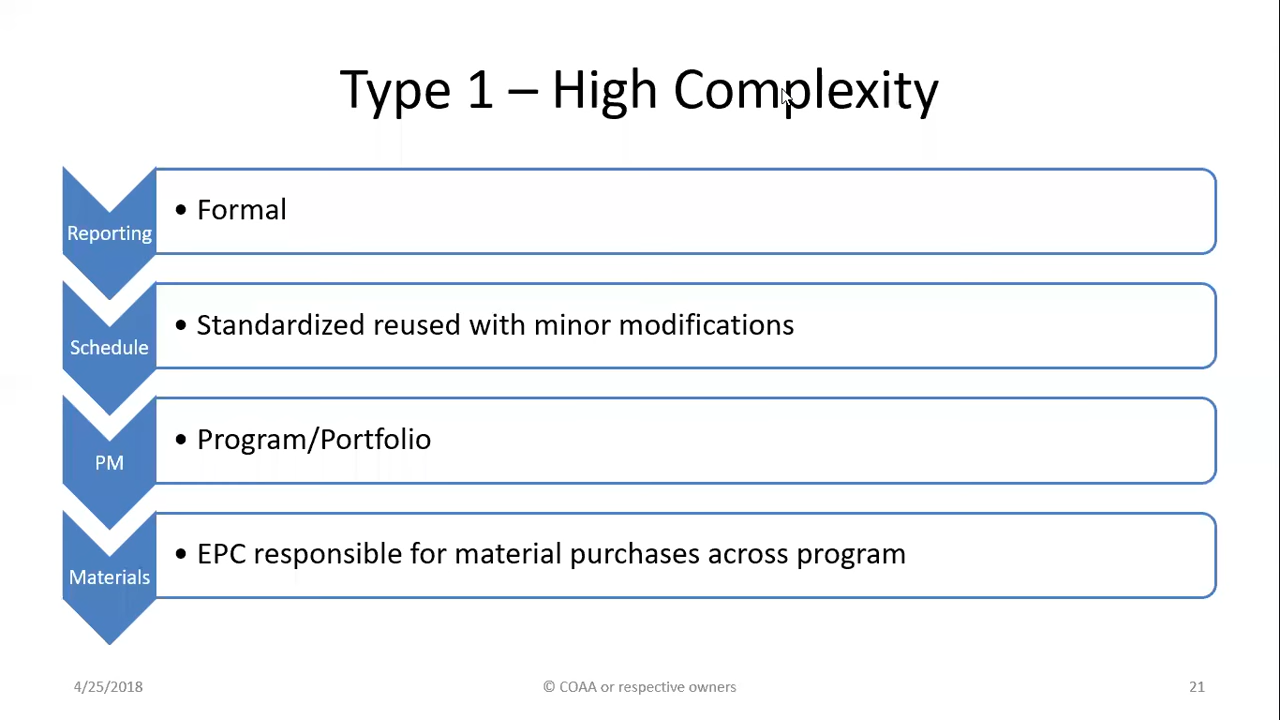 Type 1 – High Complexity
Reporting
• Formal
Schedule
• Standardized reused with minor modifications
PM
• Program/Portfolio
Materials
• EPC responsible for material purchases across program
4/25/2018
© COAA or respective owners
21